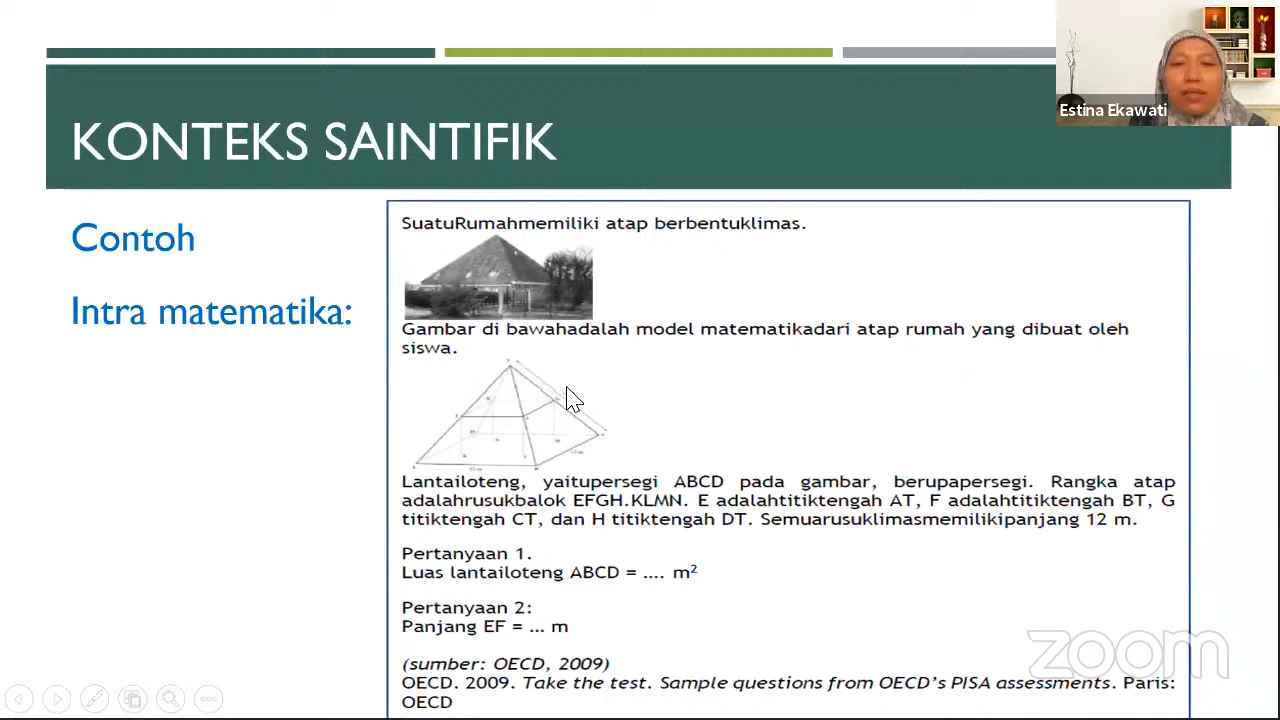 Estina Ekawati
KONTEKS SAINTIFIK
Contoh
Intra matematika:
SuatuRumahmemiliki atap berbentuklimas.
Gambar di bawahadalah model matematikadari atap rumah yang dibuat oleh
siswa.
Lantailoteng, yaitupersegi ABCD pada gambar, berupapersegi. Rangka atap
adalahrusukbalok EFGH.KLMN. E adalahtitiktengah AT, F adalahtitiktengah BT, G
titiktengah CT, dan H titiktengah DT. Semuarusuklimasmemilikipanjang 12 m.
Pertanyaan 1.
Luas lantailoteng ABCD = .... m²
Pertanyaan 2:
Panjang EF = ... m
(sumber: OECD, 2009)
OECD. 2009. Take the test. Sample questions from OECD's PISA assessments. Paris:
OECD
zoom